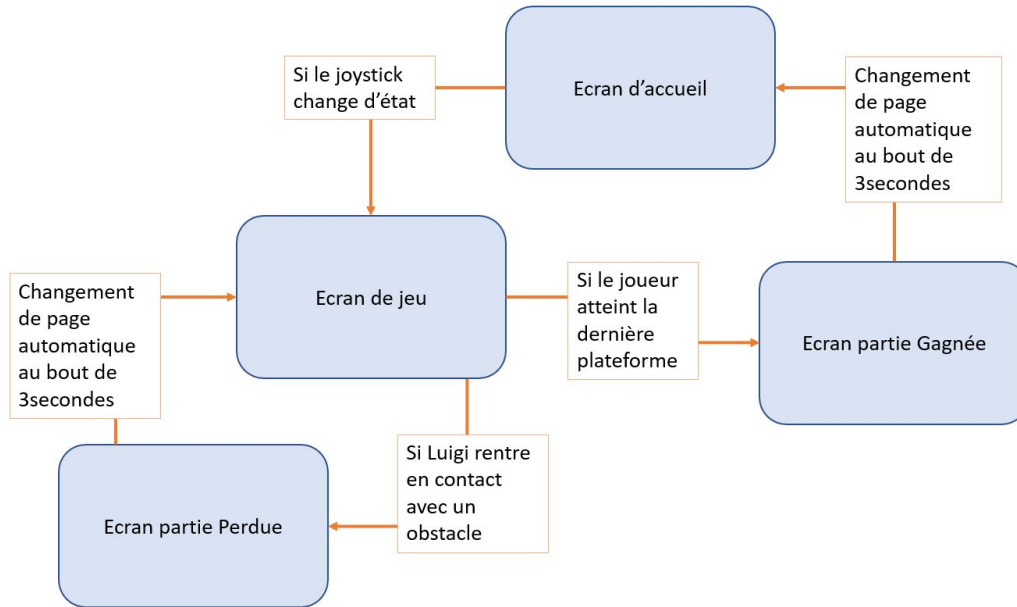 Si le joystick
change d'état
Ecran d'accueil
Changement
de page
automatique
au bout de
3secondes
Changement
de page
automatique
au bout de
3secondes
Ecran de jeu
Si le joueur
atteint la
dernière
plateforme
Ecran partie Gagnée
Si Luigi rentre
en contact
avec un
obstacle
Ecran partie Perdue